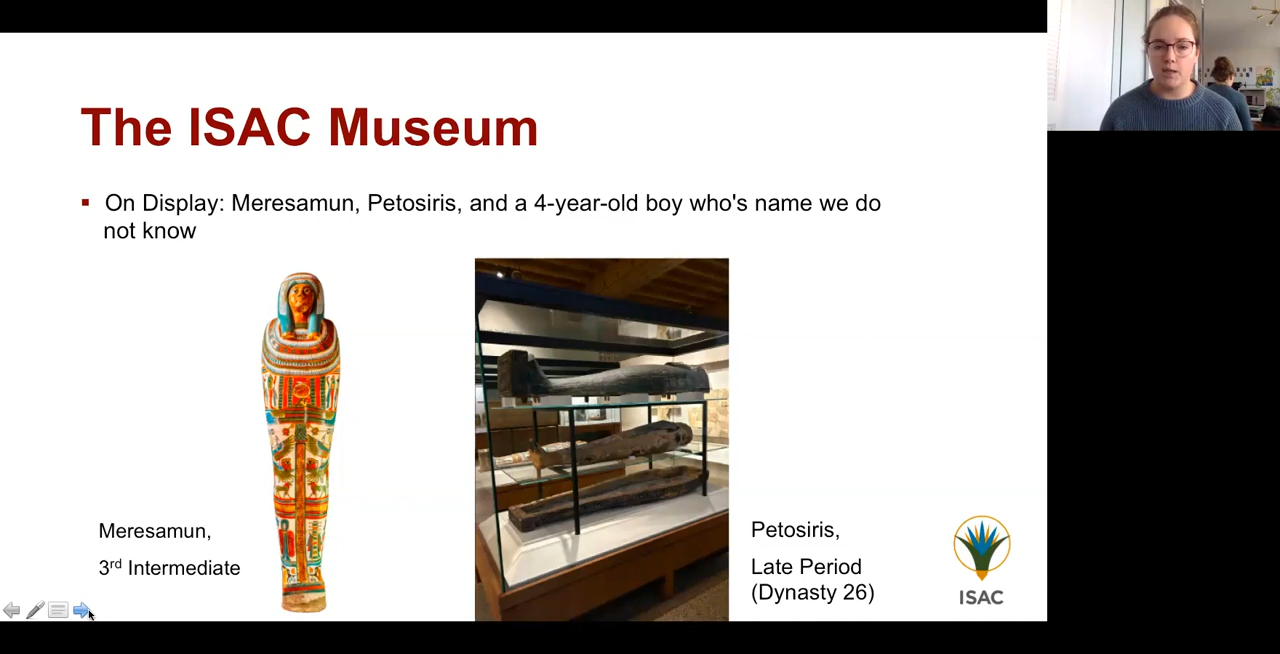 The ISAC Museum
On Display: Meresamun, Petosiris, and a 4-year-old boy who's name we do
not know
Meresamun,
3rd Intermediate
Petosiris,
Late Period
(Dynasty 26)
ISAC